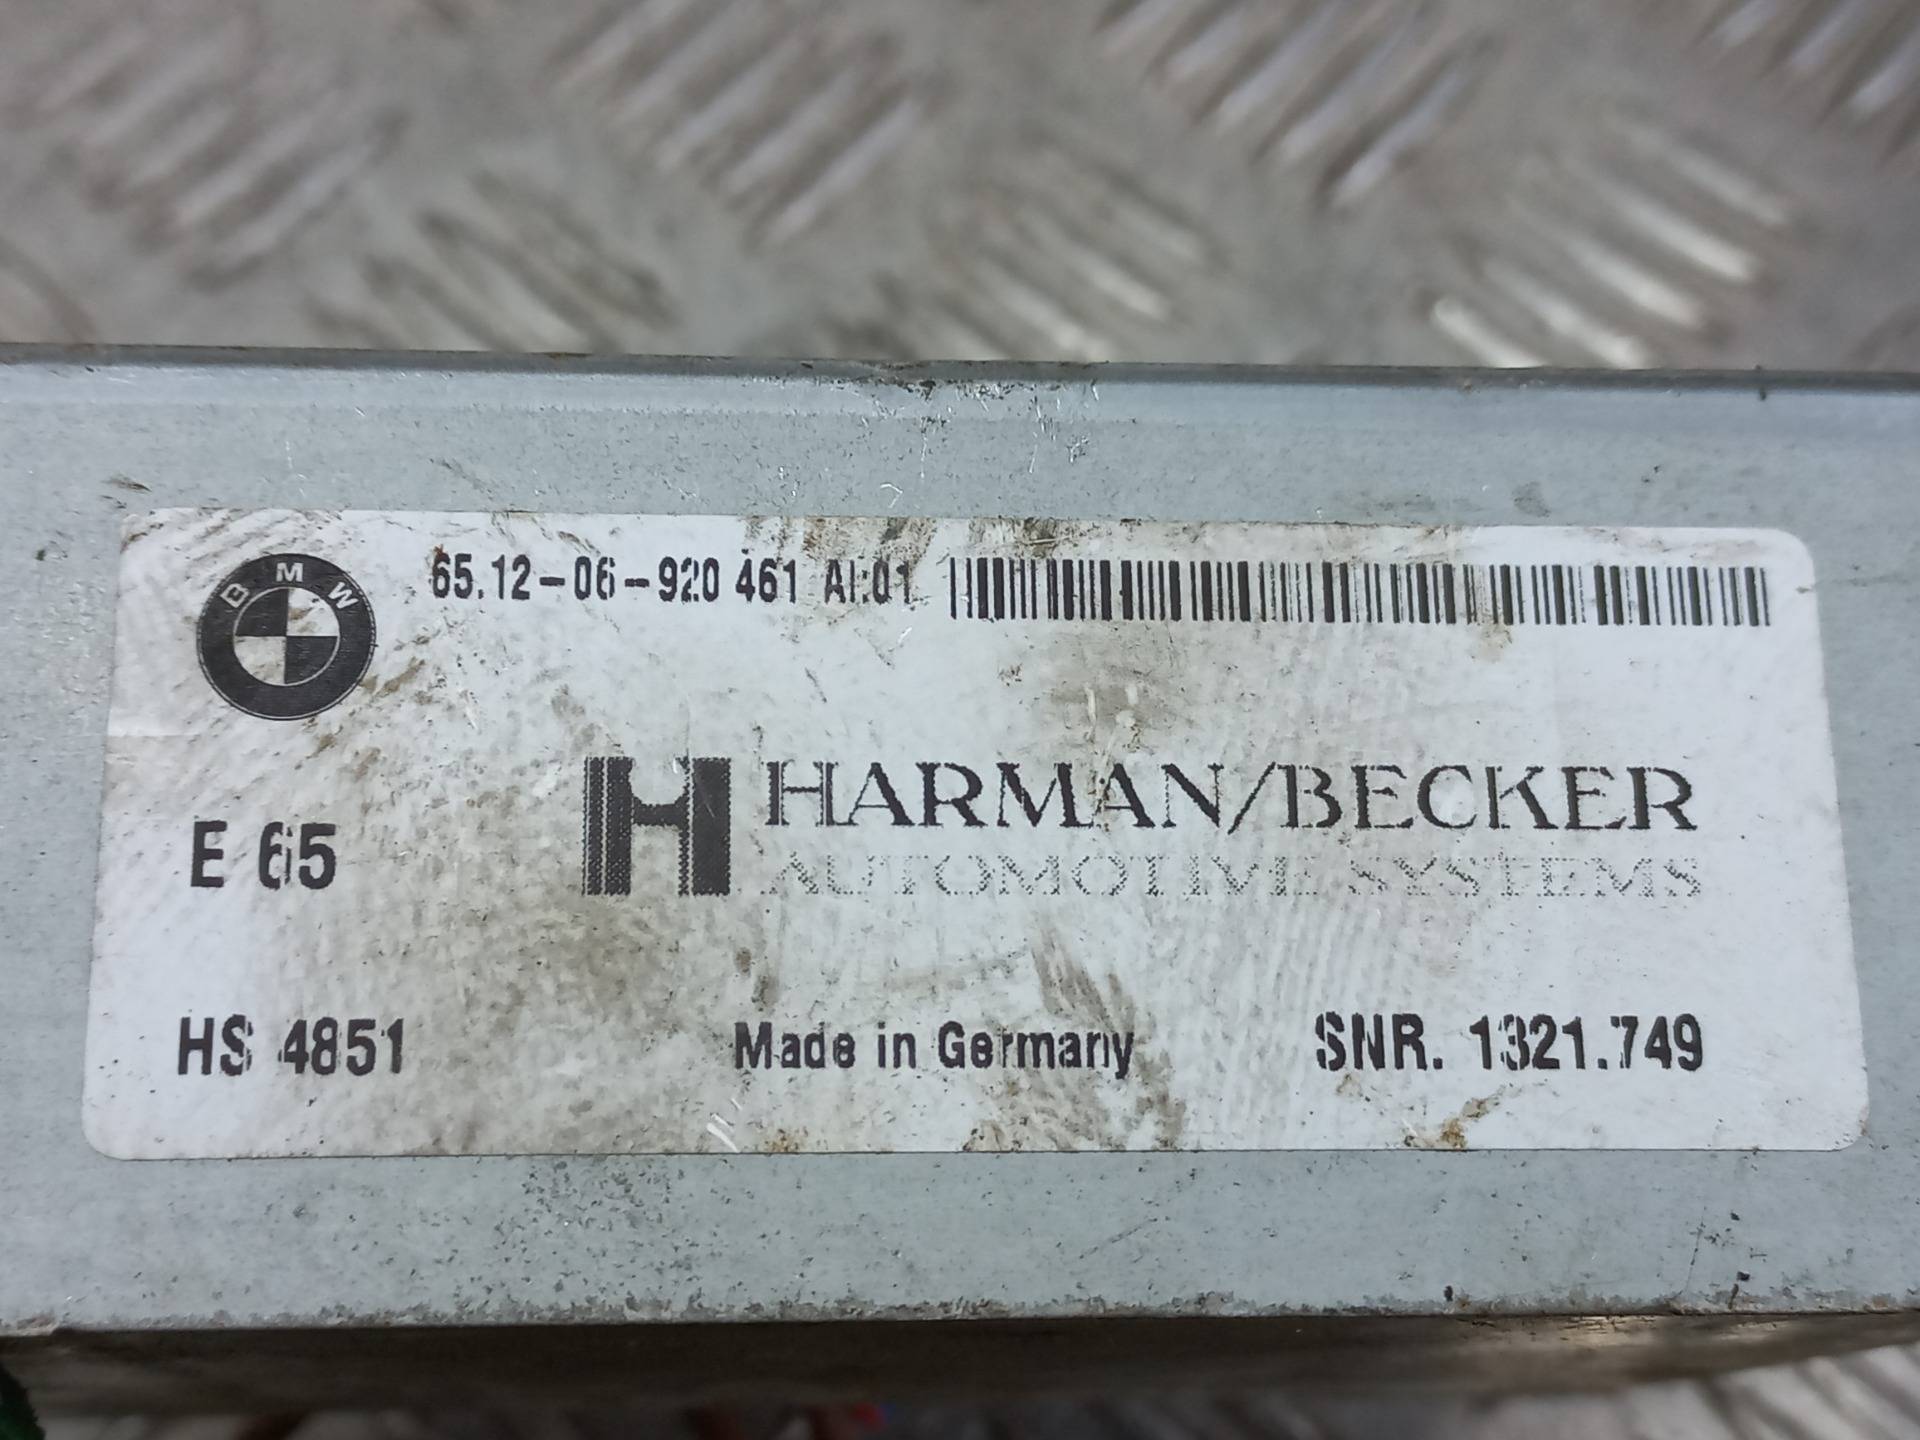 BMW
65.12-06-920 461 AI:01
HARMAN/BECKER
AUTOMOTIVE SYSTEMS
E 65
HS 4851
Made in Germany
SNR. 1321.749